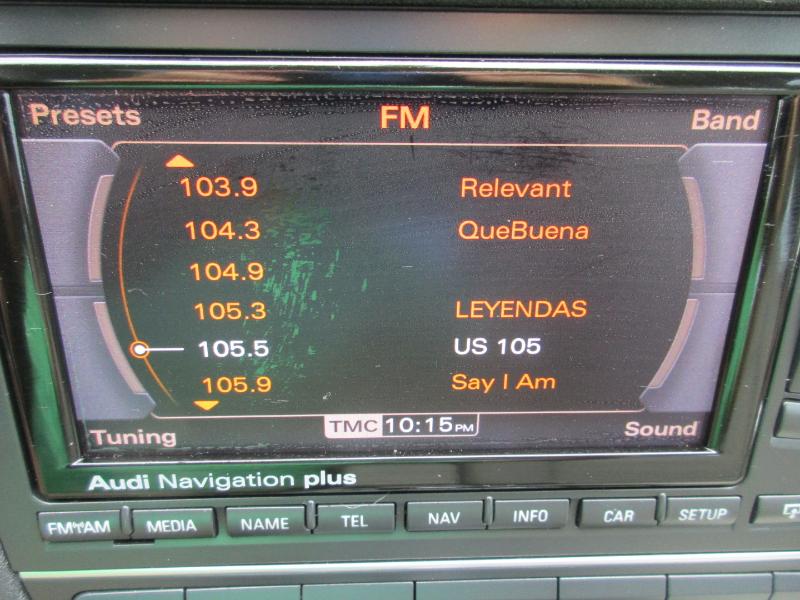 Presets FM Band
103.9 Relevant
104.3 QueBuena
104.9
105.3 LEYENDAS
105.5 US 105
105.9 Say I Am
Tuning TMC 10:15PM Sound
Audi Navigation plus
FM/AM MEDIA NAME TEL NAV INFO CAR SETUP